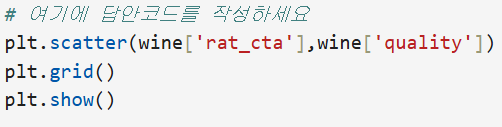 # 여기에 답안코드를 작성하세요
plt.scatter(wine['rat_cta'],wine['quality'])
plt.grid()
plt.show()